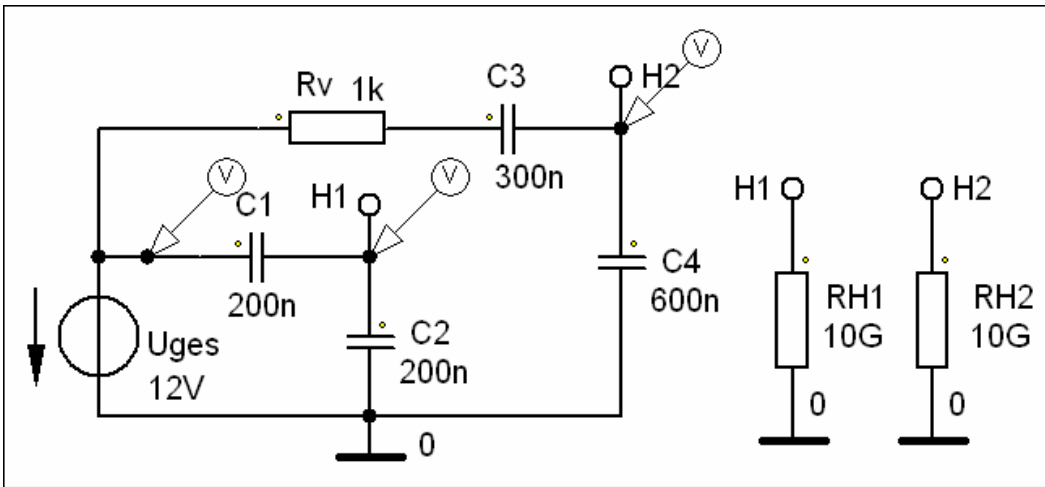 V
Rv 1k
C3
H2
300n
V
C1
H1
V
200n
C4
600n
Uges
12V
C2
200n
0
H1
H2
RH1
10G
RH2
10G
0
0